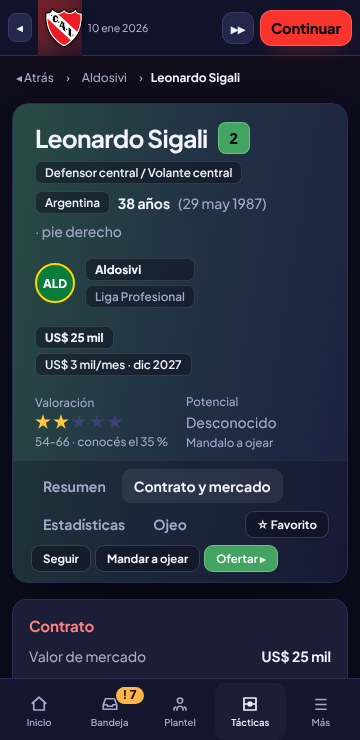 ◂
C.A.I.
10 ene 2026
▸▸
Continuar
◂ Atrás › Aldosivi › Leonardo Sigali
Leonardo Sigali 2
Defensor central / Volante central
Argentina 38 años (29 may 1987)
· pie derecho
ALD
Aldosivi
Liga Profesional
US$ 25 mil
US$ 3 mil/mes · dic 2027
Valoración
★★★★★
54-66 · conocés el 35 %
Potencial
Desconocido
Mandalo a ojear
Resumen Contrato y mercado
Estadísticas Ojeo ☆ Favorito
Seguir Mandar a ojear Ofertar ▸
Contrato
Valor de mercado US$ 25 mil
! 7
Inicio Bandeja Plantel Tácticas Más